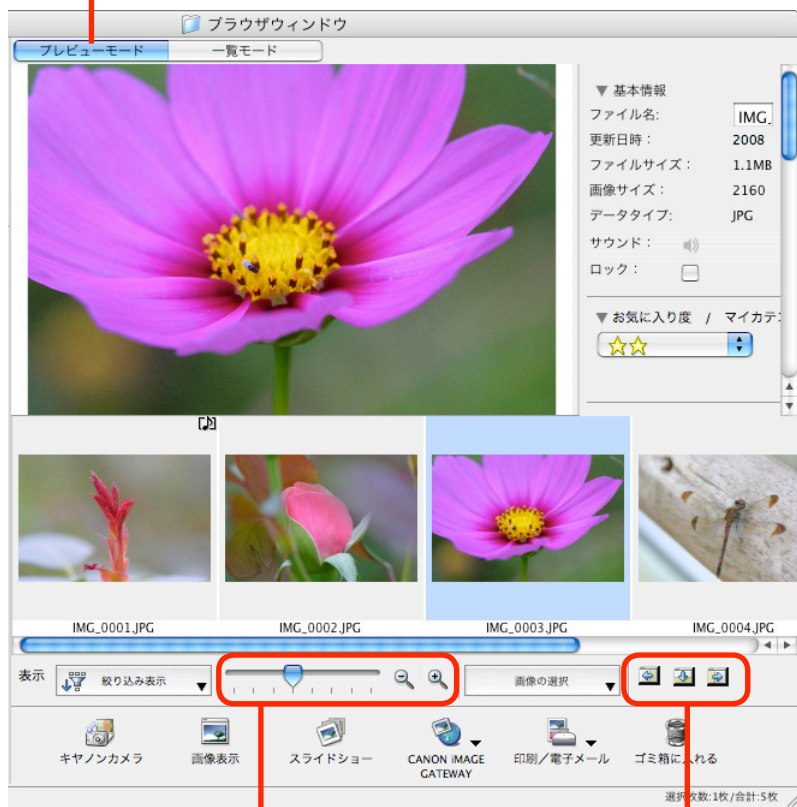 ブラウザウィンドウ
プレビューモード 一覧モード
▼ 基本情報
ファイル名: IMG_
更新日時： 2008
ファイルサイズ： 1.1MB
画像サイズ： 2160
データタイプ: JPG
サウンド：
ロック：
▼お気に入り度 / マイカテ
IMG_0001.JPG IMG_0002.JPG IMG_0003.JPG IMG_0004.JPG
表示 絞り込み表示 画像の選択
キヤノンカメラ 画像表示 スライドショー CANON iMAGE GATEWAY 印刷／電子メール ゴミ箱に入れる
選択枚数:1枚/合計:5枚